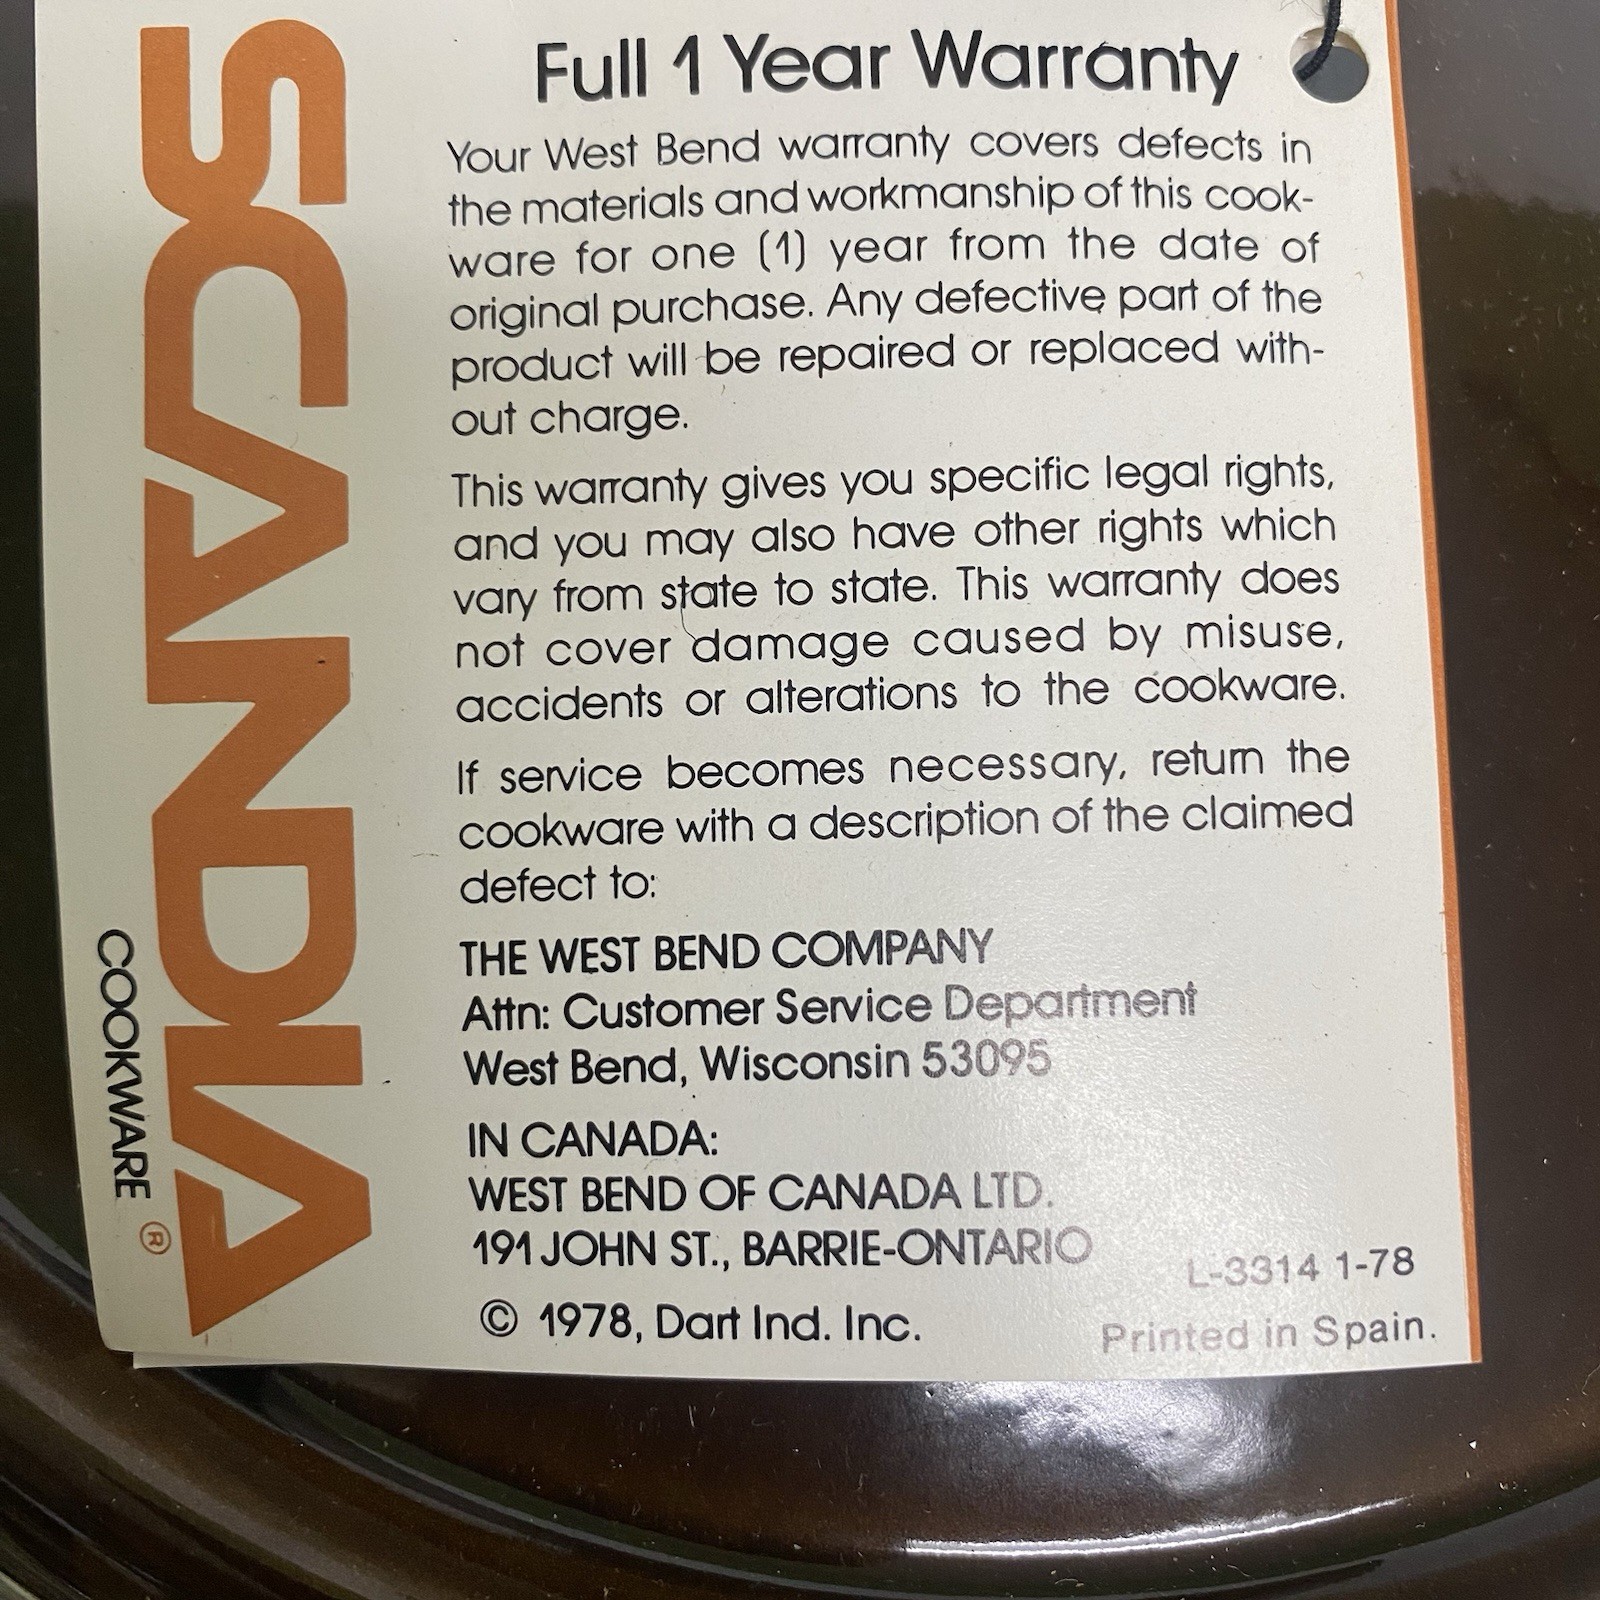 SCANDIA
COOKWARE ®
Full 1 Year Warranty
Your West Bend warranty covers defects in
the materials and workmanship of this cook-
ware for one (1) year from the date of
original purchase. Any defective part of the
product will be repaired or replaced with-
out charge.
This warranty gives you specific legal rights,
and you may also have other rights which
vary from state to state. This warranty does
not cover damage caused by misuse,
accidents or alterations to the cookware.
If service becomes necessary, return the
cookware with a description of the claimed
defect to:
THE WEST BEND COMPANY
Attn: Customer Service Department
West Bend, Wisconsin 53095
IN CANADA:
WEST BEND OF CANADA LTD.
191 JOHN ST., BARRIE-ONTARIO
© 1978, Dart Ind. Inc.
L-3314 1-78
Printed in Spain.